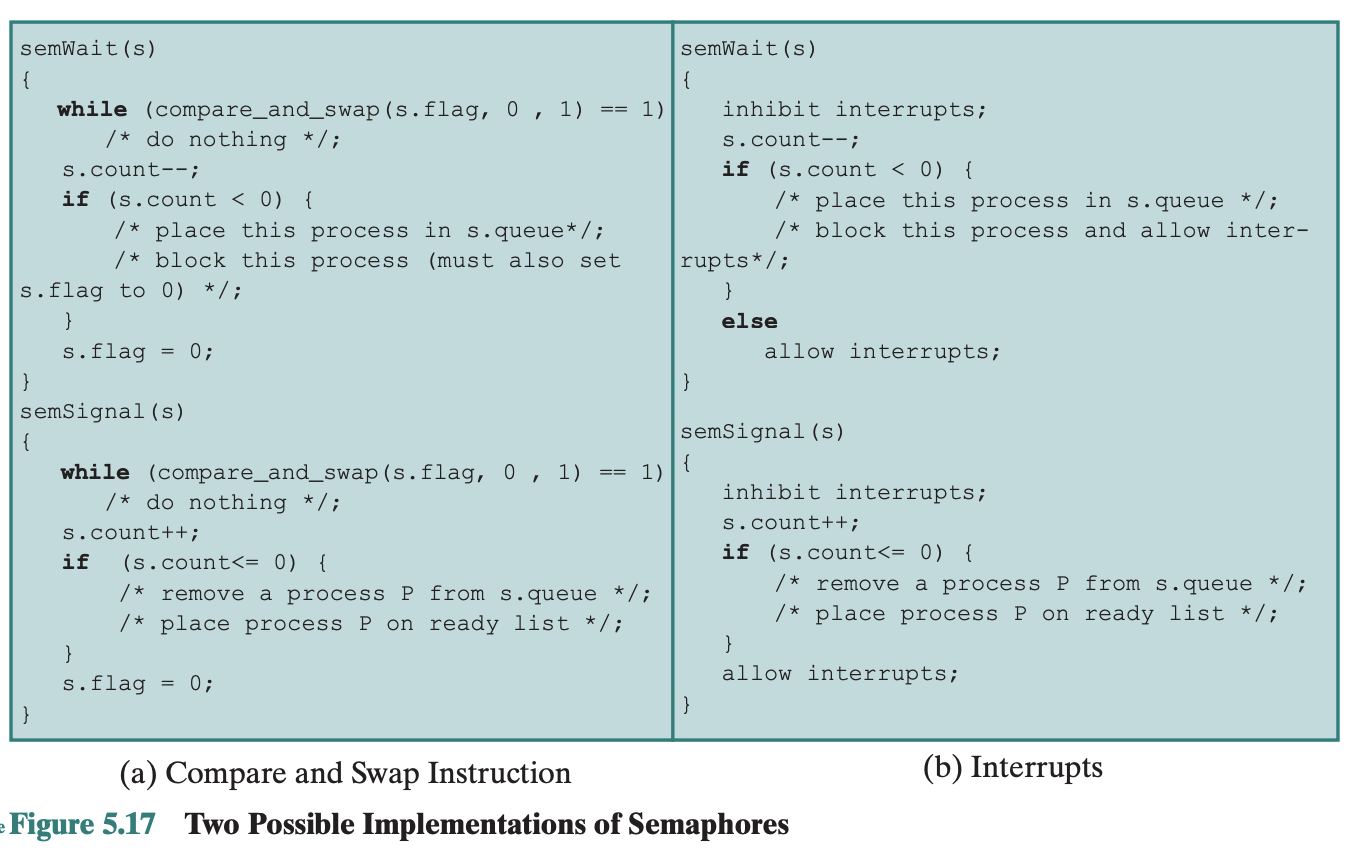 semWait(s)
{
while (compare_and_swap(s.flag, 0 , 1) == 1)
/* do nothing */;
s.count--;
if (s.count < 0) {
/* place this process in s.queue*/;
/* block this process (must also set
s.flag to 0) */;
}
s.flag = 0;
}
semSignal(s)
{
while (compare_and_swap(s.flag, 0 , 1) == 1)
/* do nothing */;
s.count++;
if (s.count<= 0) {
/* remove a process P from s.queue */;
/* place process P on ready list */;
}
s.flag = 0;
}
semWait(s)
{
inhibit interrupts;
s.count--;
if (s.count < 0) {
/* place this process in s.queue */;
/* block this process and allow inter-
rupts*/;
}
else
allow interrupts;
}
semSignal(s)
{
inhibit interrupts;
s.count++;
if (s.count<= 0) {
/* remove a process P from s.queue */;
/* place process P on ready list */;
}
allow interrupts;
}
(a) Compare and Swap Instruction
(b) Interrupts
e Figure 5.17 Two Possible Implementations of Semaphores